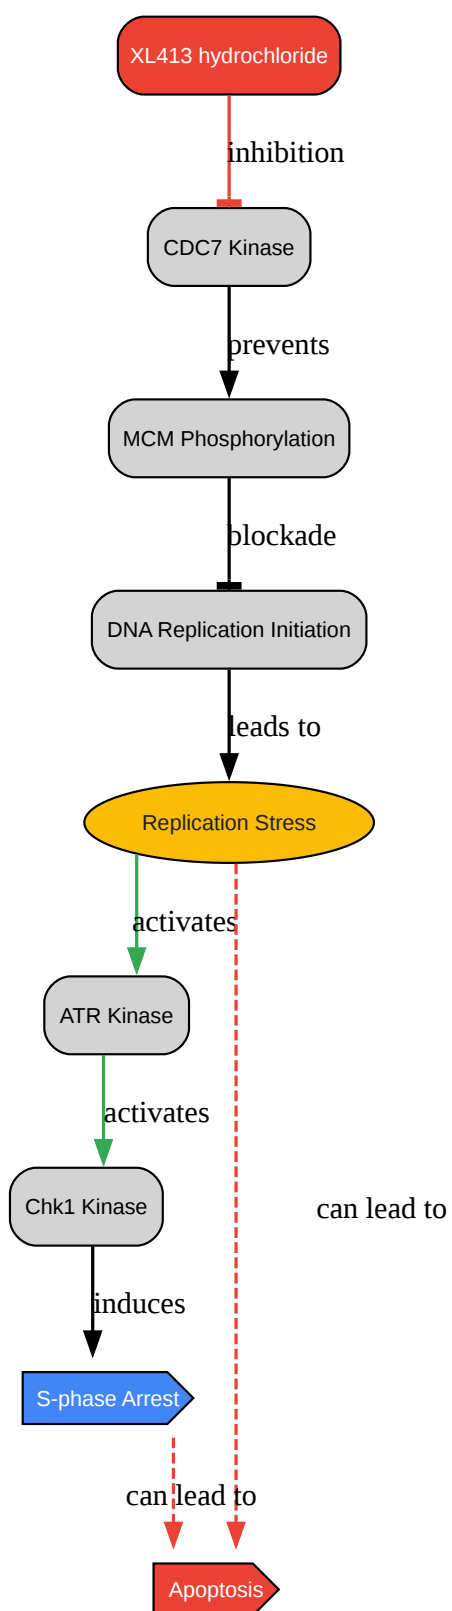 XL413 hydrochloride
inhibition
CDC7 Kinase
prevents
MCM Phosphorylation
blockade
DNA Replication Initiation
leads to
Replication Stress
activates
ATR Kinase
activates
Chk1 Kinase
can lead to
induces
S-phase Arrest
can lead to
Apoptosis